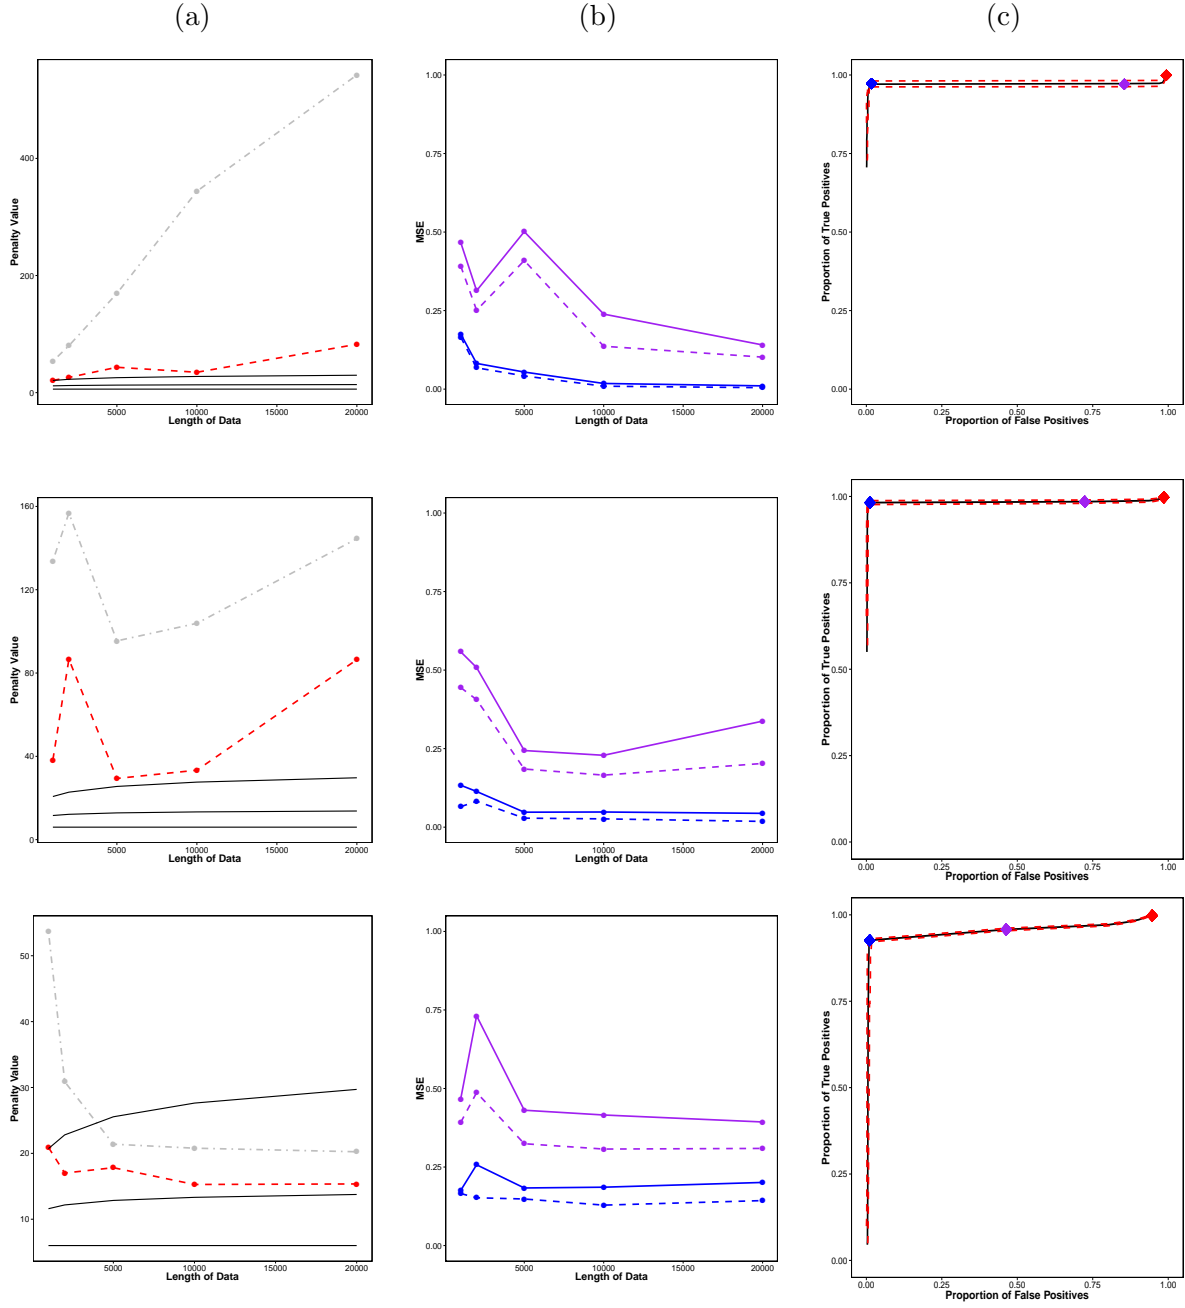 (a) (b) (c)
Penalty Value
400
200
0
5000 10000 15000 20000
Length of Data
MSE
1.00
0.75
0.50
0.25
0.00
5000 10000 15000 20000
Length of Data
Proportion of True Positives
1.00
0.75
0.50
0.25
0.00
0.00 0.25 0.50 0.75 1.00
Proportion of False Positives
Penalty Value
160
120
80
40
0
5000 10000 15000 20000
Length of Data
MSE
1.00
0.75
0.50
0.25
0.00
5000 10000 15000 20000
Length of Data
Proportion of True Positives
1.00
0.75
0.50
0.25
0.00
0.00 0.25 0.50 0.75 1.00
Proportion of False Positives
Penalty Value
50
40
30
20
10
5000 10000 15000 20000
Length of Data
MSE
1.00
0.75
0.50
0.25
0.00
5000 10000 15000 20000
Length of Data
Proportion of True Positives
1.00
0.75
0.50
0.25
0.00
0.00 0.25 0.50 0.75 1.00
Proportion of False Positives